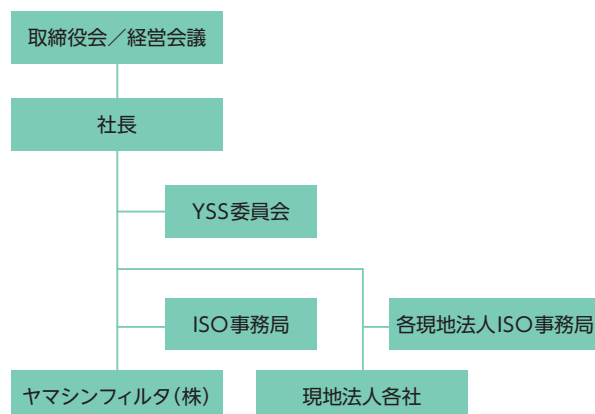 取締役会／経営会議
社長
YSS委員会
ISO事務局
各現地法人ISO事務局
ヤマシンフィルタ（株）
現地法人各社